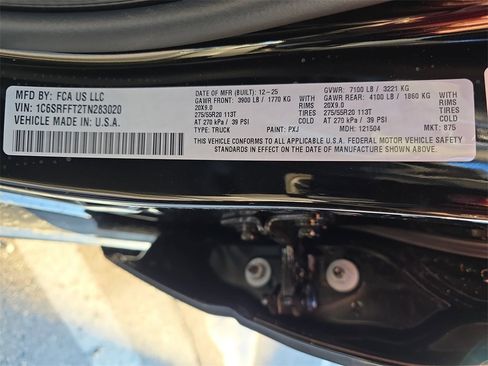 MFD BY: FCA US LLC
VIN: 1C6SRFFT2TN283020
VEHICLE MADE IN: U.S.A.
DATE OF MFR (BUILT): 12-25 GVWR: 7100 LB / 3221 KG
GAWR FRONT: 3900 LB / 1770 KG WITH GAWR REAR: 4100 LB / 1860 KG WITH
20X9.0 RIMS 20X9.0 RIMS
275/55R20 113T TIRES 275/55R20 113T TIRES
AT 270 kPa / 39 PSI COLD AT 270 kPa / 39 PSI COLD
TYPE: TRUCK PAINT: PXJ MDH: 121504 MKT: 875
THIS VEHICLE CONFORMS TO ALL APPLICABLE U.S.A. FEDERAL MOTOR VEHICLE SAFETY
STANDARDS IN EFFECT ON THE DATE OF MANUFACTURE SHOWN ABOVE.